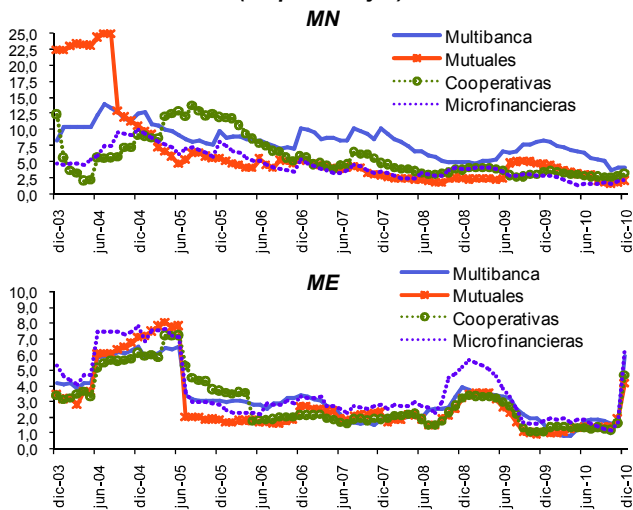 MN
25,0
22,5
20,0
17,5
15,0
12,5
10,0
7,5
5,0
2,5
0,0
Multibanca
Mutuales
Cooperativas
Microfinancieras
dic-03
jun-04
dic-04
jun-05
dic-05
jun-06
dic-06
jun-07
dic-07
jun-08
dic-08
jun-09
dic-09
jun-10
dic-10
ME
10,0
9,0
8,0
7,0
6,0
5,0
4,0
3,0
2,0
1,0
0,0
Multibanca
Mutuales
Cooperativas
Microfinancieras
dic-03
jun-04
dic-04
jun-05
dic-05
jun-06
dic-06
jun-07
dic-07
jun-08
dic-08
jun-09
dic-09
jun-10
dic-10